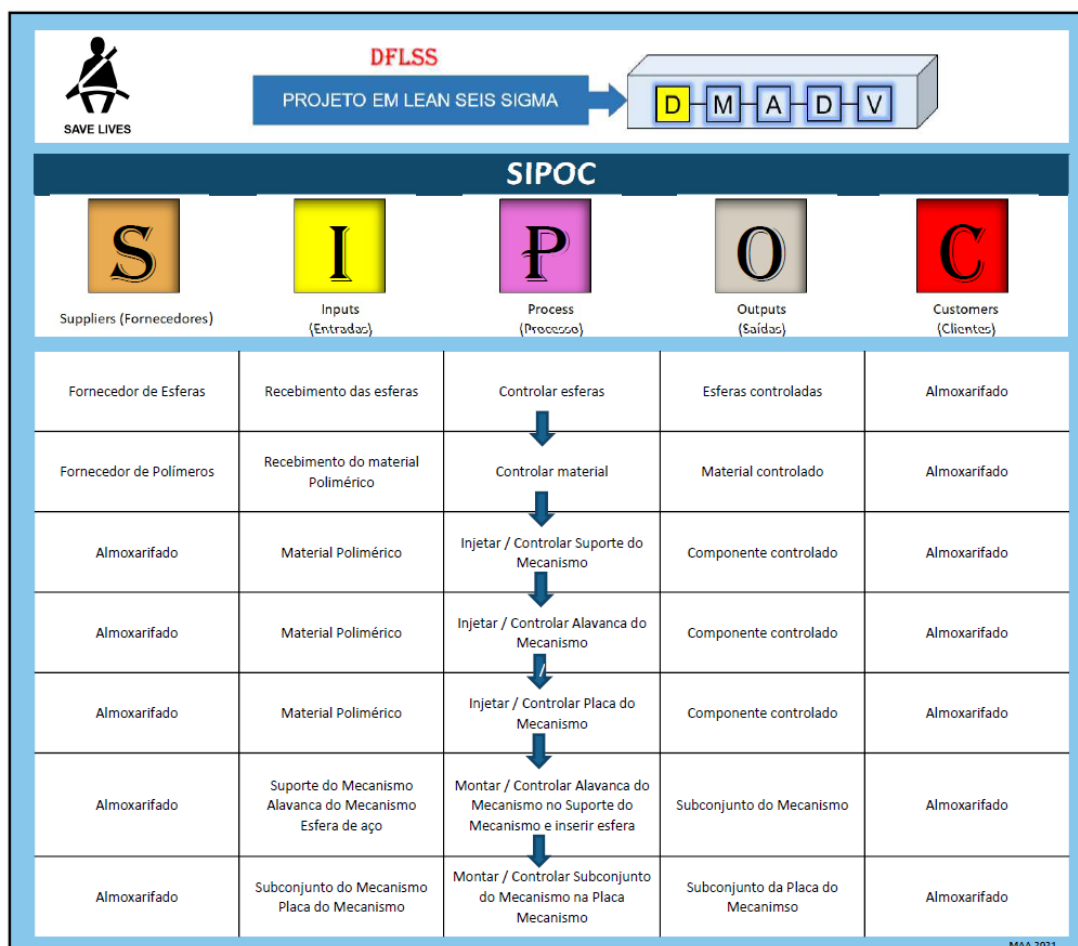 DFLSS
PROJETO EM LEAN SEIS SIGMA
D M A D V
SAVE LIVES
SIPOC
S I P O C
Suppliers (Fornecedores)
Inputs
(Entradas)
Process
(Processo)
Outputs
(Saídas)
Customers
(Clientes)
Fornecedor de Esferas
Recebimento das esferas
Controlar esferas
Esferas controladas
Almoxarifado
Fornecedor de Polímeros
Recebimento do material
Polimérico
Controlar material
Material controlado
Almoxarifado
Almoxarifado
Material Polimérico
Injetar / Controlar Suporte do
Mecanismo
Componente controlado
Almoxarifado
Almoxarifado
Material Polimérico
Injetar / Controlar Alavanca do
Mecanismo
Componente controlado
Almoxarifado
/
Almoxarifado
Material Polimérico
Injetar / Controlar Placa do
Mecanismo
Componente controlado
Almoxarifado
Almoxarifado
Suporte do Mecanismo
Alavanca do Mecanismo
Esfera de aço
Montar / Controlar Alavanca do
Mecanismo no Suporte do
Mecanismo e inserir esfera
Subconjunto do Mecanismo
Almoxarifado
Almoxarifado
Subconjunto do Mecanismo
Placa do Mecanismo
Montar / Controlar Subconjunto
do Mecanismo na Placa
Mecanismo
Subconjunto da Placa do
Mecanimso
Almoxarifado
MAA 2021